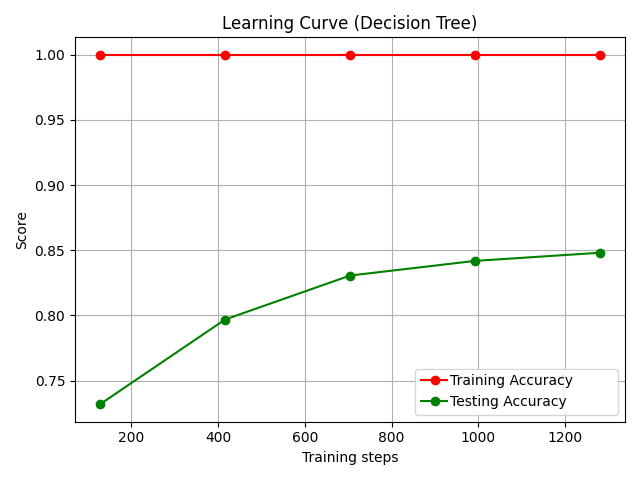 Learning Curve (Decision Tree)
1.00
0.95
0.90
0.85
0.80
0.75
Score
200 400 600 800 1000 1200
Training steps
Training Accuracy
Testing Accuracy